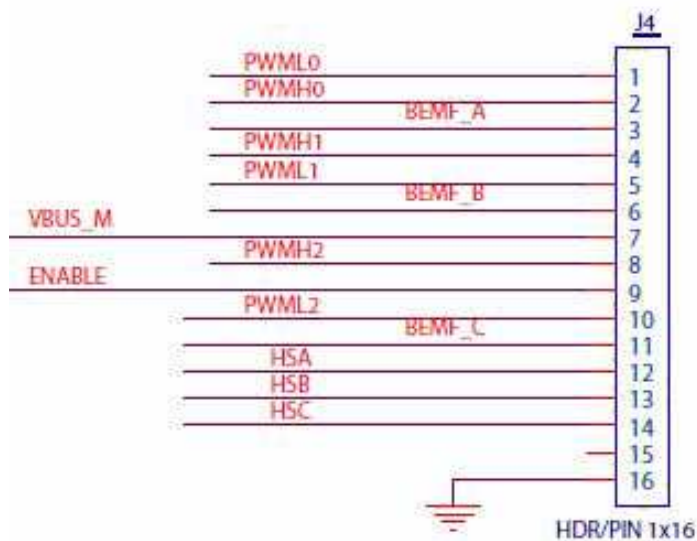 J4
PWML0
1
PWMH0
2
BEMF_A
3
PWMH1
4
PWML1
5
BEMF_B
6
VBUS_M
7
PWMH2
8
ENABLE
9
PWML2
10
BEMF_C
11
HSA
12
HSB
13
HSC
14
15
16
HDR/PIN 1x16